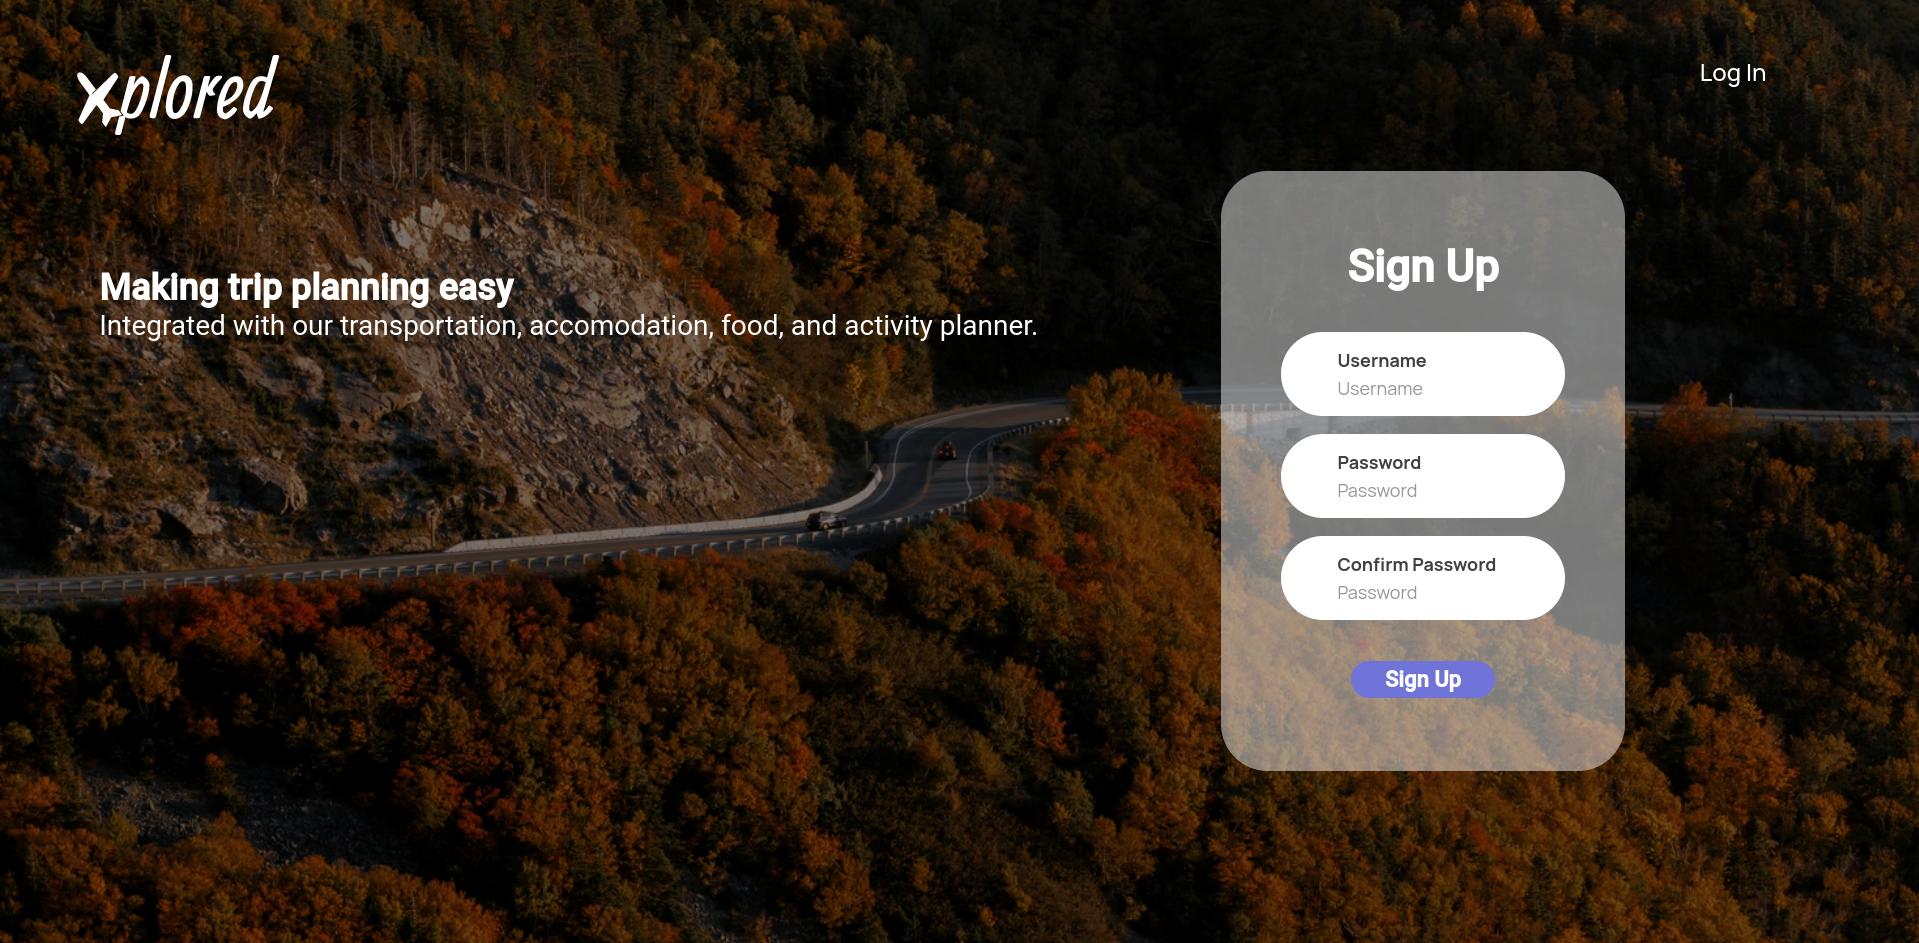 xplored
Log In
Making trip planning easy
Integrated with our transportation, accomodation, food, and activity planner.
Sign Up
Username
Username
Password
Password
Confirm Password
Password
Sign Up